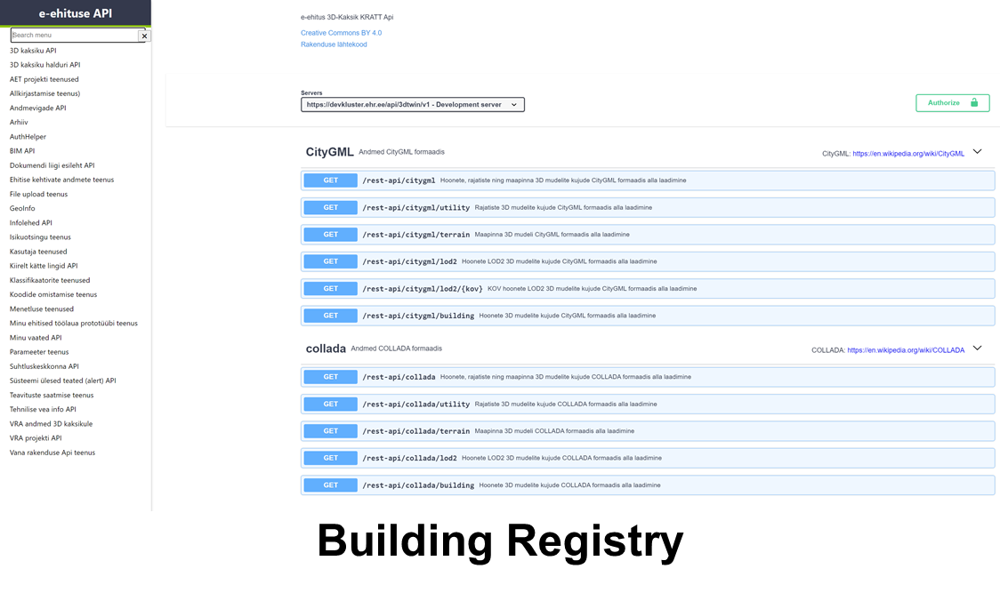 e-ehituse API
Search menu
x
3D kaksiku API
3D kaksiku halduri API
AET projekti teenused
Allkirjastamise teenus)
Andmevigade API
Arhiiv
AuthHelper
BIM API
Dokumendi liigi esileht API
Ehitise kehtivate andmete teenus
File upload teenus
GeoInfo
Infolehed API
Isikuotsingu teenus
Kasutaja teenused
Kiirelt kätte lingid API
Klassifikaatorite teenused
Koodide omistamise teenus
Menetluse teenused
Minu ehitised töölaua prototüübi teenus
Minu vaated API
Parameeter teenus
Suhtluskeskkonna API
Süsteemi ülesed teated (alert) API
Teavituste saatmise teenus
Tehnilise vea info API
VRA andmed 3D kaksikule
VRA projekti API
Vana rakenduse Api teenus
e-ehitus 3D-Kaksik KRATT Api
Creative Commons BY 4.0
Rakenduse lähtekood
Servers
https://devkluster.ehr.ee/api/3dtwin/v1 - Development server
Authorize
CityGML Andmed CityGML formaadis CityGML: https://en.wikipedia.org/wiki/CityGML
GET /rest-api/citygml Hoonete, rajatiste ning maapinna 3D mudelite kujude CityGML formaadis alla laadimine
GET /rest-api/citygml/utility Rajatiste 3D mudelite kujude CityGML formaadis alla laadimine
GET /rest-api/citygml/terrain Maapinna 3D mudeli CityGML formaadis alla laadimine
GET /rest-api/citygml/lod2 Hoonete LOD2 3D mudelite kujude CityGML formaadis alla laadimine
GET /rest-api/citygml/lod2/{kov} KOV hoonete LOD2 3D mudelite kujude CityGML formaadis alla laadimine
GET /rest-api/citygml/building Hoonete 3D mudelite kujude CityGML formaadis alla laadimine
collada Andmed COLLADA formaadis COLLADA: https://en.wikipedia.org/wiki/COLLADA
GET /rest-api/collada Hoonete, rajatiste ning maapinna 3D mudelite kujude COLLADA formaadis alla laadimine
GET /rest-api/collada/utility Rajatiste 3D mudelite kujude COLLADA formaadis alla laadimine
GET /rest-api/collada/terrain Maapinna 3D mudeli COLLADA formaadis alla laadimine
GET /rest-api/collada/lod2 Hoonete LOD2 3D mudelite kujude COLLADA formaadis alla laadimine
GET /rest-api/collada/building Hoonete 3D mudelite kujude COLLADA formaadis alla laadimine
Building Registry